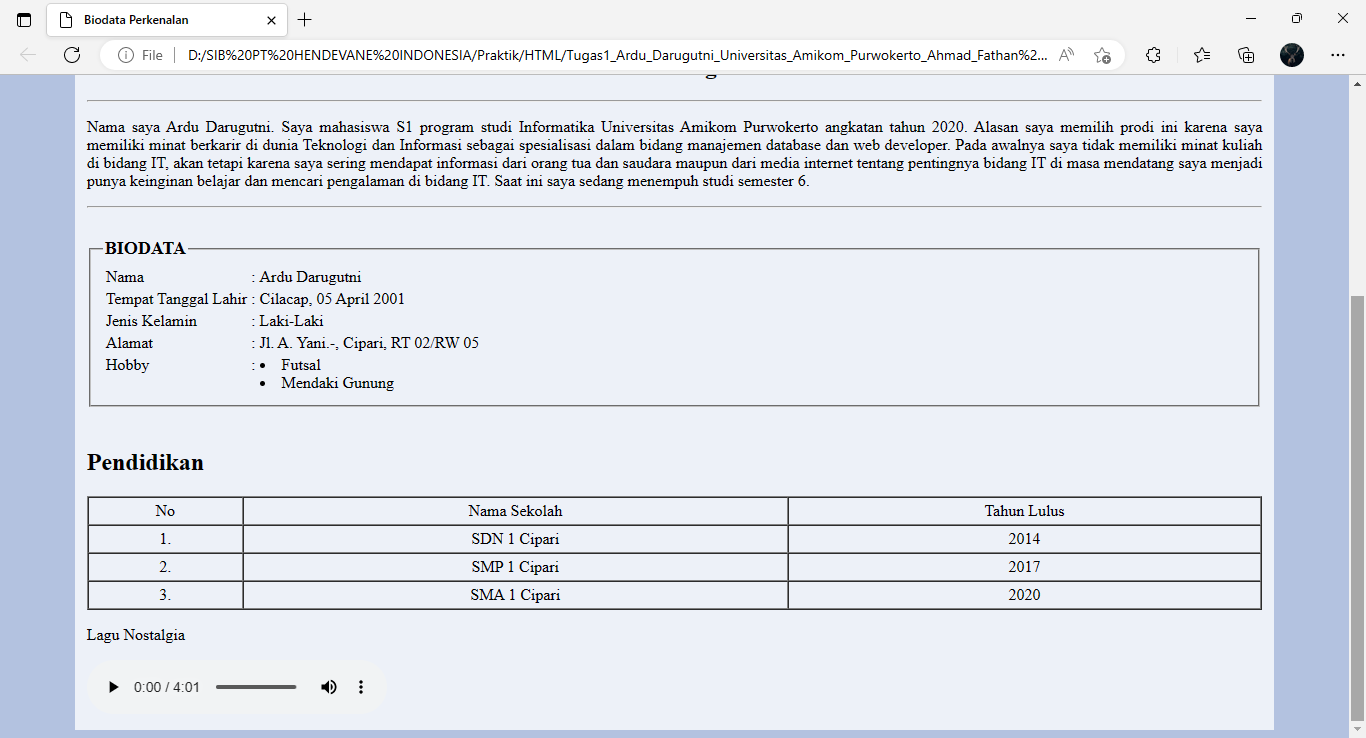 Biodata Perkenalan
File
D:/SIB%20PT%20HENDEVANE%20INDONESIA/Praktik/HTML/Tugas1_Ardu_Darugutni_Universitas_Amikom_Purwokerto_Ahmad_Fathan%2...
Nama saya Ardu Darugutni. Saya mahasiswa S1 program studi Informatika Universitas Amikom Purwokerto angkatan tahun 2020. Alasan saya memilih prodi ini karena saya
memiliki minat berkarir di dunia Teknologi dan Informasi sebagai spesialisasi dalam bidang manajemen database dan web developer. Pada awalnya saya tidak memiliki minat kuliah
di bidang IT, akan tetapi karena saya sering mendapat informasi dari orang tua dan saudara maupun dari media internet tentang pentingnya bidang IT di masa mendatang saya menjadi
punya keinginan belajar dan mencari pengalaman di bidang IT. Saat ini saya sedang menempuh studi semester 6.
BIODATA
Nama : Ardu Darugutni
Tempat Tanggal Lahir : Cilacap, 05 April 2001
Jenis Kelamin : Laki-Laki
Alamat : Jl. A. Yani.-, Cipari, RT 02/RW 05
Hobby : • Futsal
• Mendaki Gunung
Pendidikan
No Nama Sekolah Tahun Lulus
1. SDN 1 Cipari 2014
2. SMP 1 Cipari 2017
3. SMA 1 Cipari 2020
Lagu Nostalgia
0:00 / 4:01